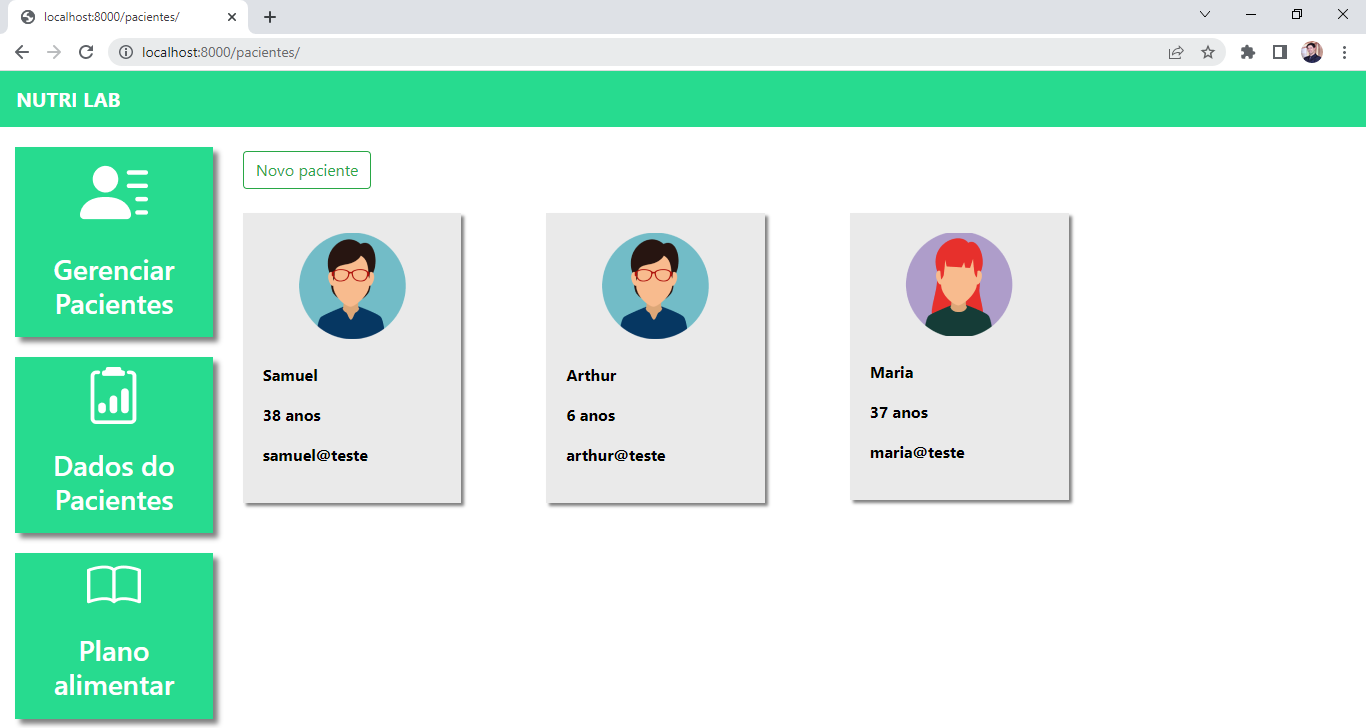 localhost:8000/pacientes/
localhost:8000/pacientes/
NUTRI LAB
Gerenciar
Pacientes
Dados do
Pacientes
Plano
alimentar
Novo paciente
Samuel
38 anos
samuel@teste
Arthur
6 anos
arthur@teste
Maria
37 anos
maria@teste